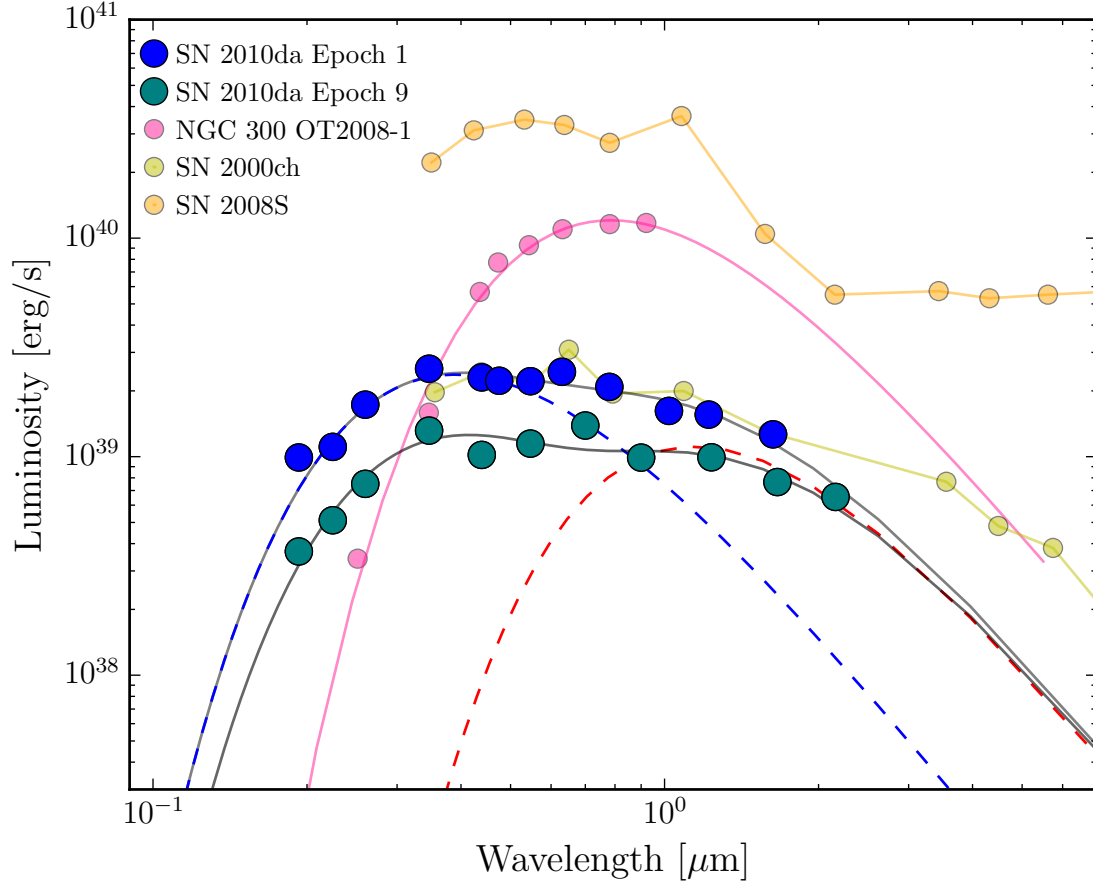 10^41
10^40
10^39
10^38
Luminosity [erg/s]
SN 2010da Epoch 1
SN 2010da Epoch 9
NGC 300 OT2008-1
SN 2000ch
SN 2008S
10^−1
10^0
Wavelength [μm]